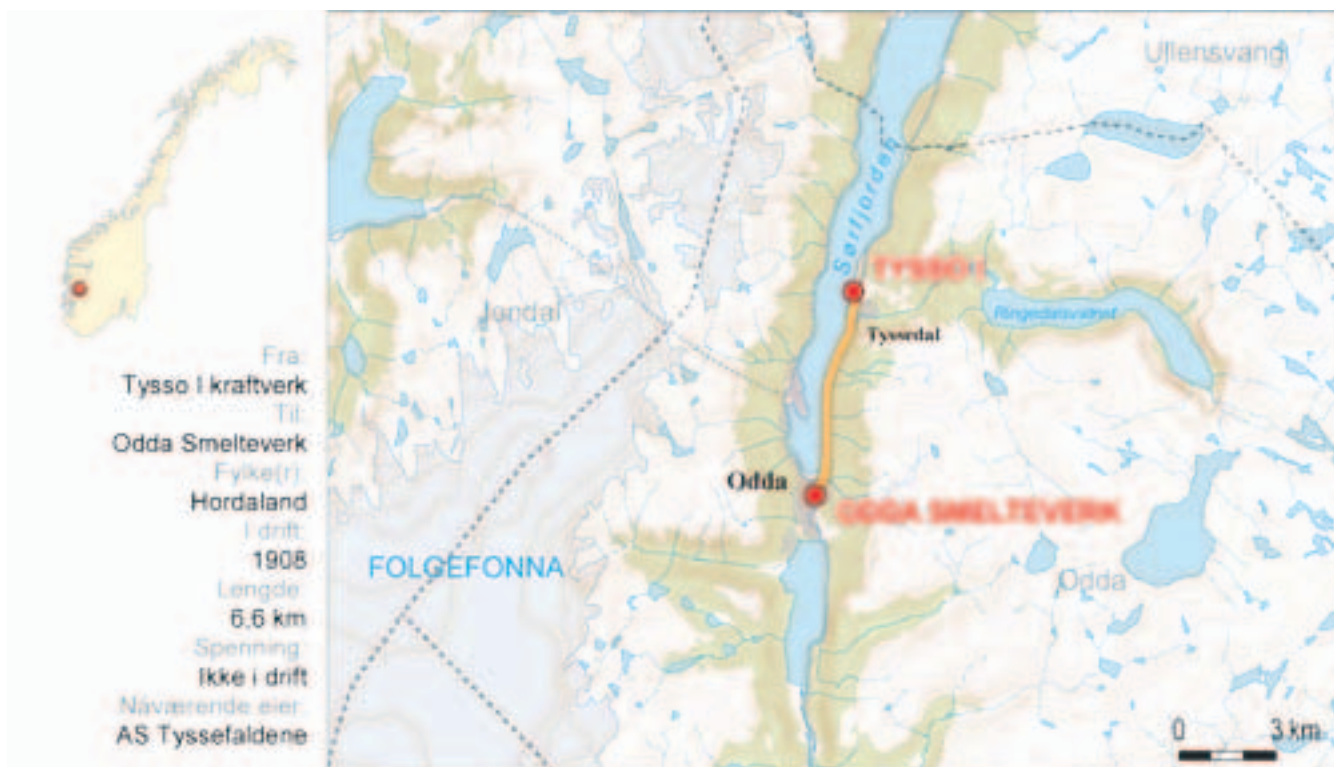 Fra:
Tysso I kraftverk
Til:
Odda Smelteverk
Fylke(r):
Hordaland
I drift:
1908
Lengde:
6,6 km
Spenning:
Ikke i drift
Nåværende eier:
AS Tyssefaldene
Ullensvang
Sørfjorden
TYSSO I
Jondal
Ringedalsvatnet
Tyssedal
Odda
ODDA SMELTEVERK
FOLGEFONNA
Odda
0 3 km